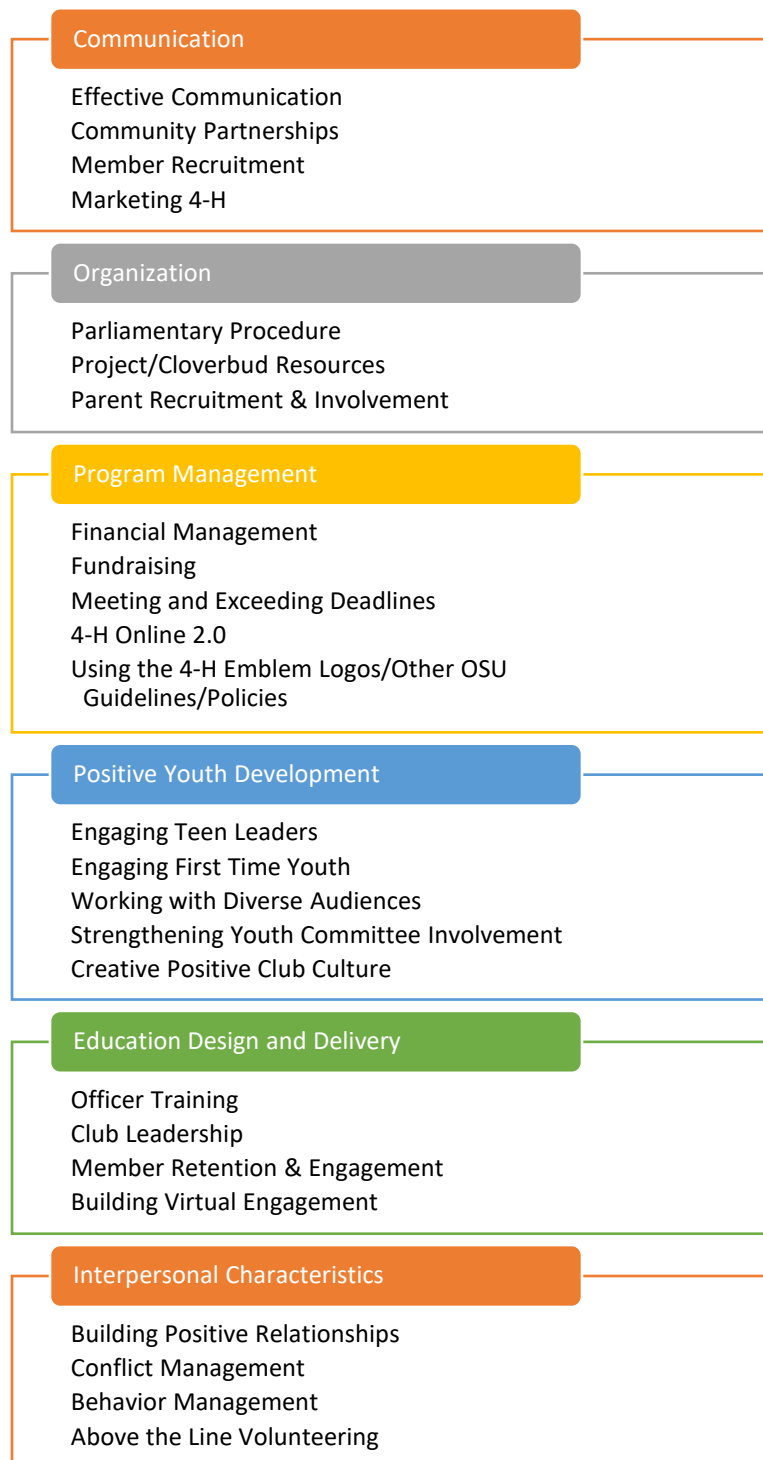 Communication
Effective Communication
Community Partnerships
Member Recruitment
Marketing 4-H
Organization
Parliamentary Procedure
Project/Cloverbud Resources
Parent Recruitment & Involvement
Program Management
Financial Management
Fundraising
Meeting and Exceeding Deadlines
4-H Online 2.0
Using the 4-H Emblem Logos/Other OSU
Guidelines/Policies
Positive Youth Development
Engaging Teen Leaders
Engaging First Time Youth
Working with Diverse Audiences
Strengthening Youth Committee Involvement
Creative Positive Club Culture
Education Design and Delivery
Officer Training
Club Leadership
Member Retention & Engagement
Building Virtual Engagement
Interpersonal Characteristics
Building Positive Relationships
Conflict Management
Behavior Management
Above the Line Volunteering